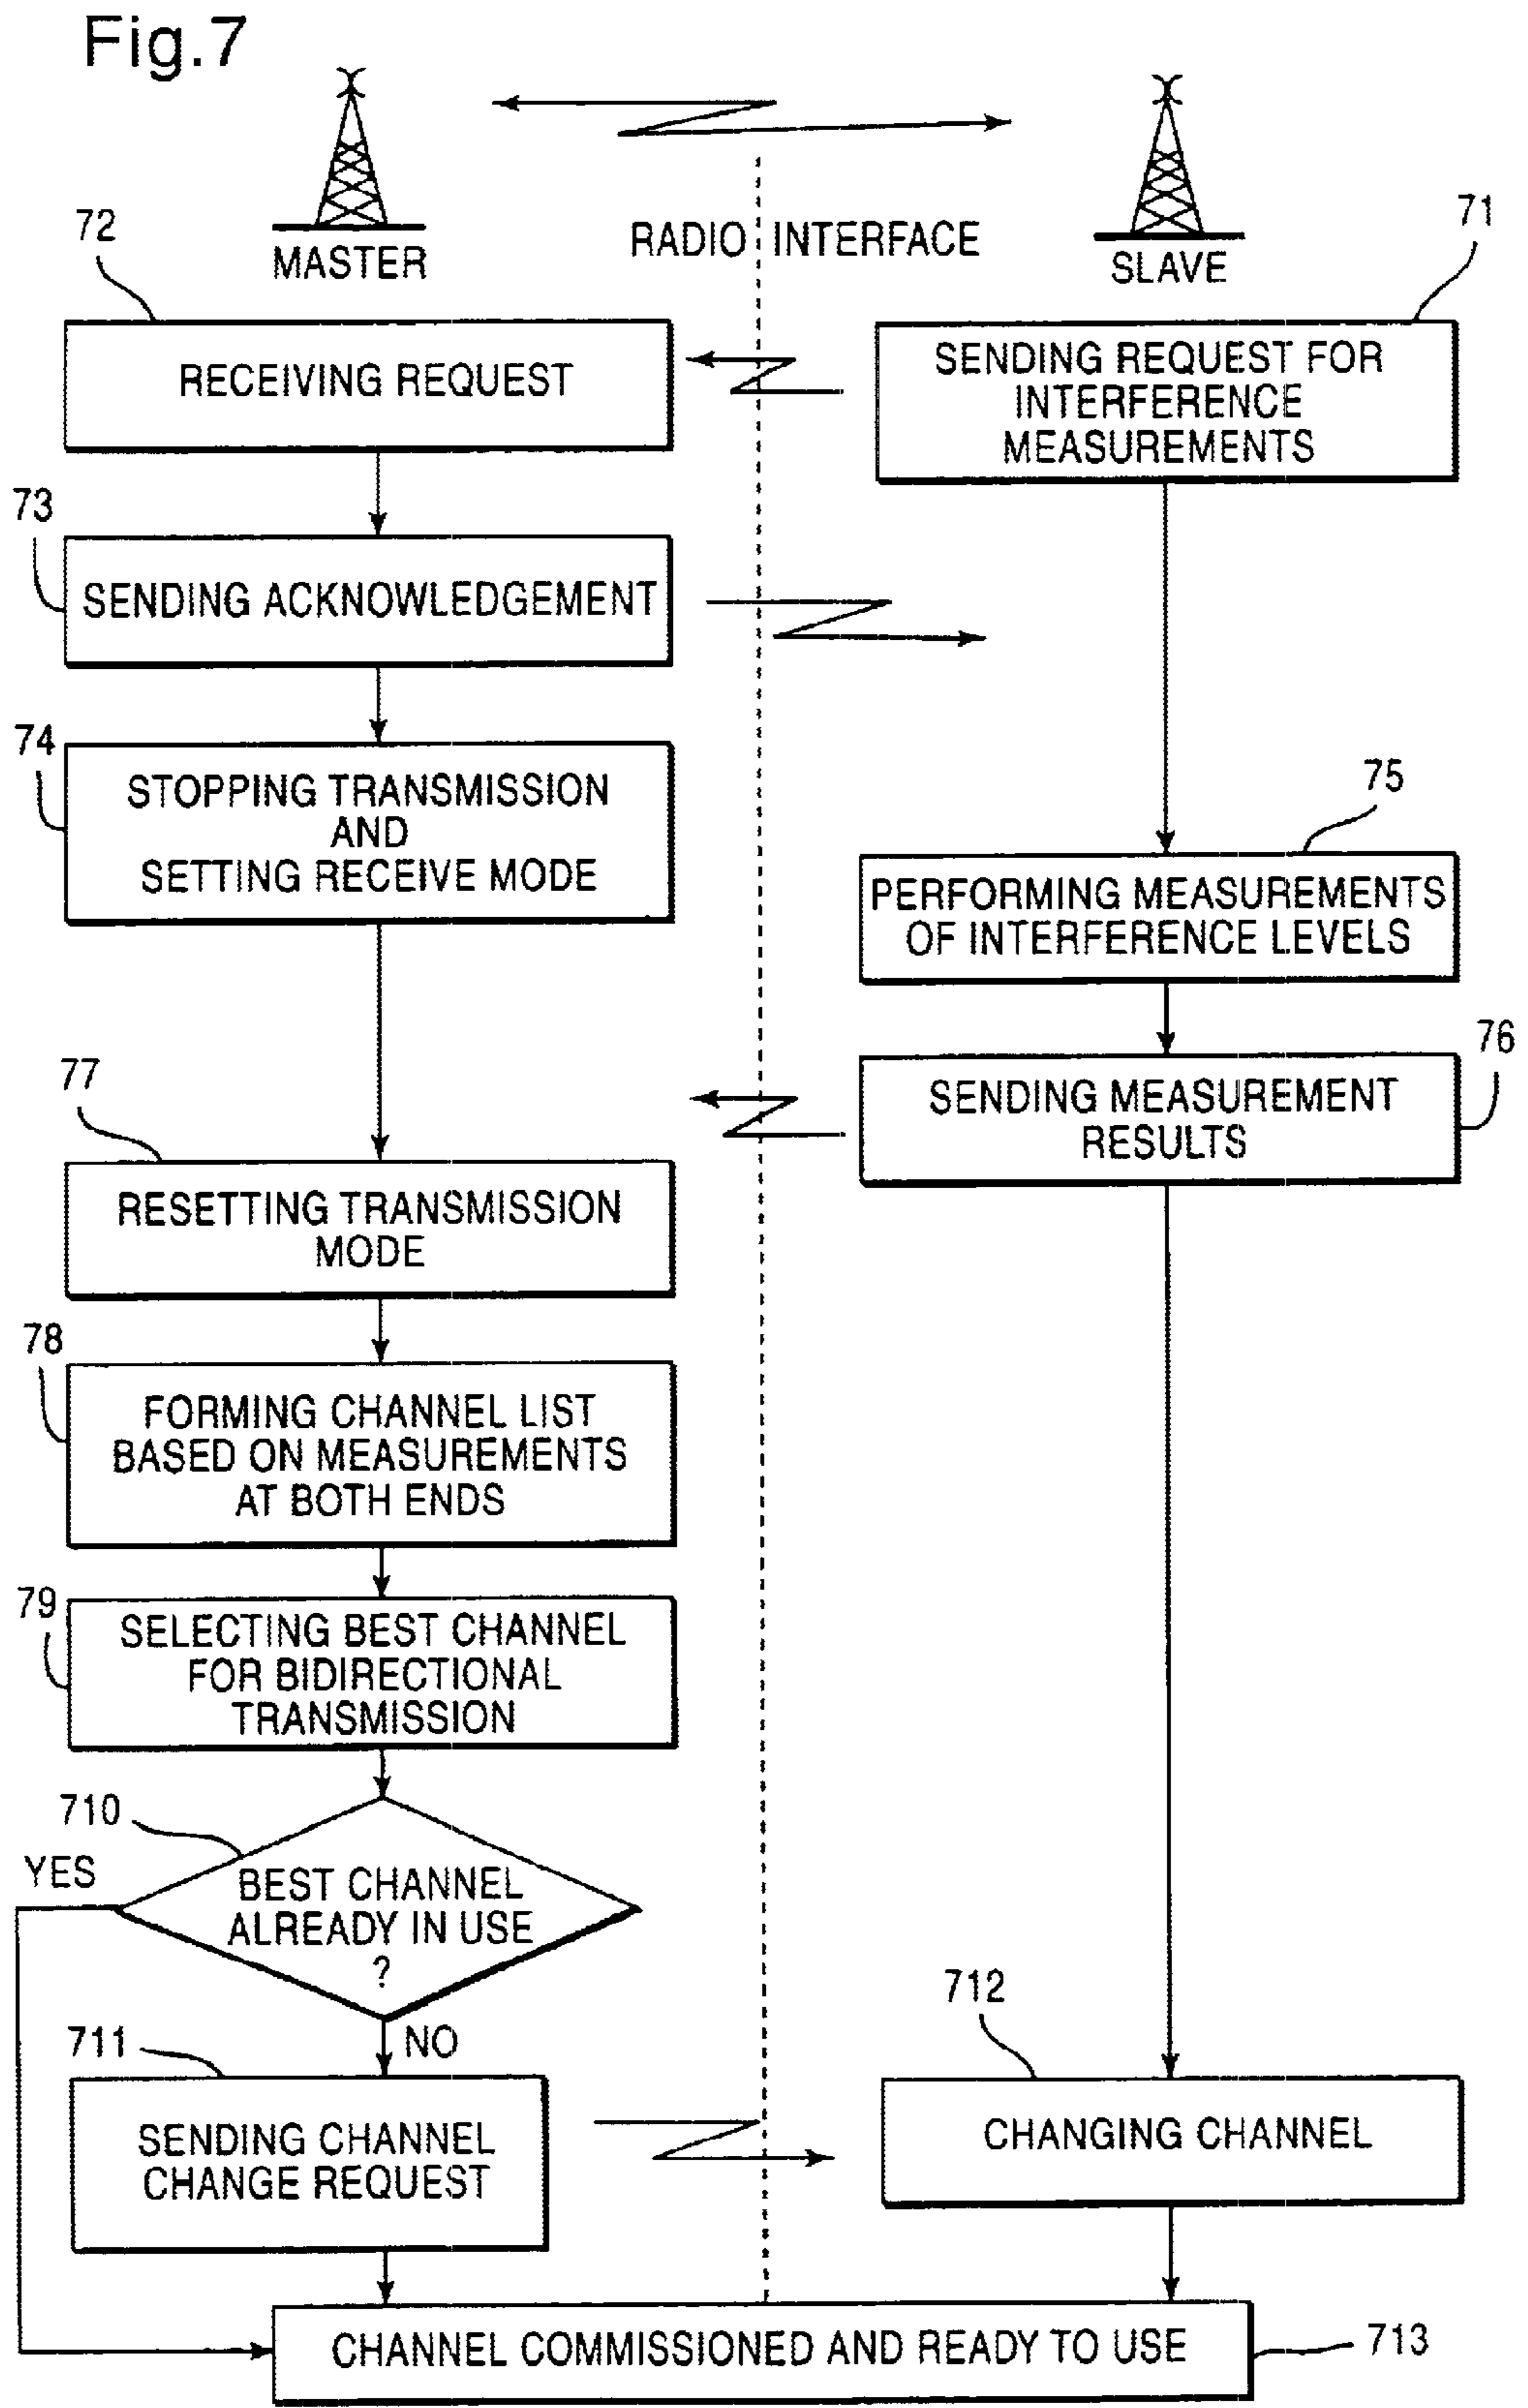 Fig.7
RADIO INTERFACE
MASTER
SLAVE
72
71
RECEIVING REQUEST
SENDING REQUEST FOR
INTERFERENCE
MEASUREMENTS
73
SENDING ACKNOWLEDGEMENT
74
STOPPING TRANSMISSION
AND
SETTING RECEIVE MODE
75
PERFORMING MEASUREMENTS
OF INTERFERENCE LEVELS
76
SENDING MEASUREMENT
RESULTS
77
RESETTING TRANSMISSION
MODE
78
FORMING CHANNEL LIST
BASED ON MEASUREMENTS
AT BOTH ENDS
79
SELECTING BEST CHANNEL
FOR BIDIRECTIONAL
TRANSMISSION
710
YES
BEST CHANNEL
ALREADY IN USE
?
NO
711
SENDING CHANNEL
CHANGE REQUEST
712
CHANGING CHANNEL
CHANNEL COMMISSIONED AND READY TO USE
713